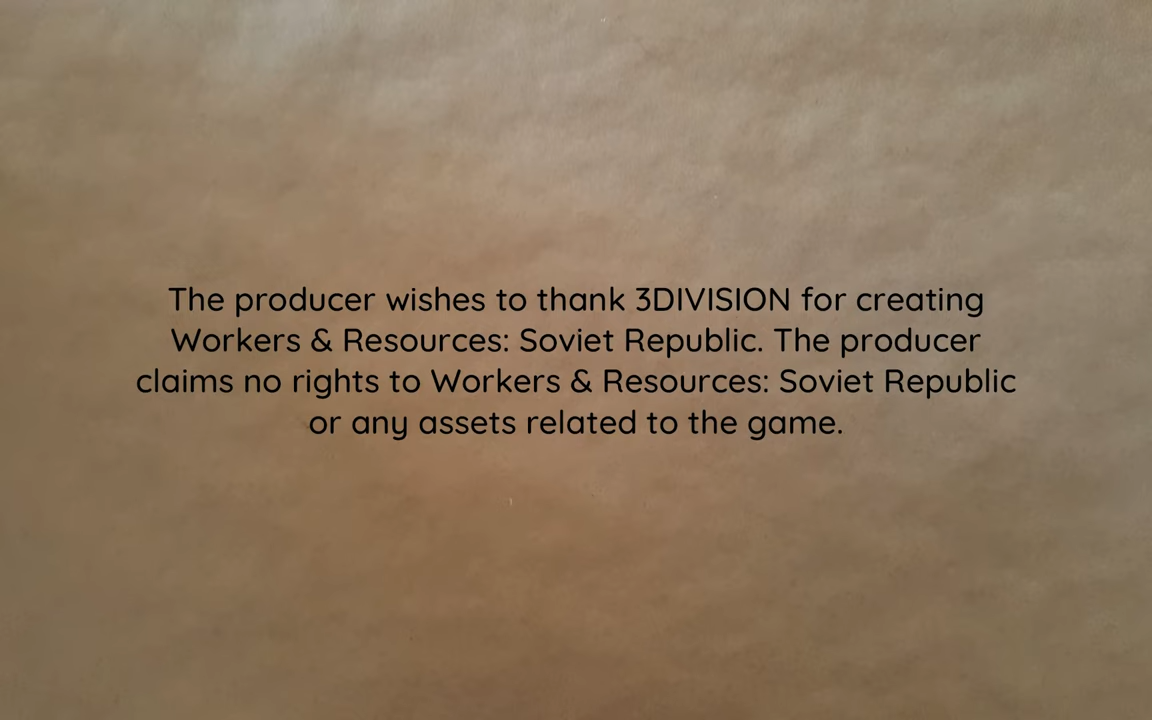 The producer wishes to thank 3DIVISION for creating
Workers & Resources: Soviet Republic. The producer
claims no rights to Workers & Resources: Soviet Republic
or any assets related to the game.